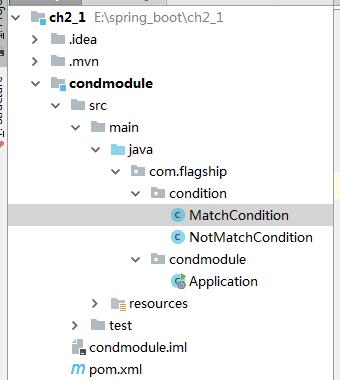 ch2_1 E:\spring_boot\ch2_1
.idea
.mvn
condmodule
src
main
java
com.flagship
condition
MatchCondition
NotMatchCondition
condmodule
Application
resources
test
condmodule.iml
pom.xml